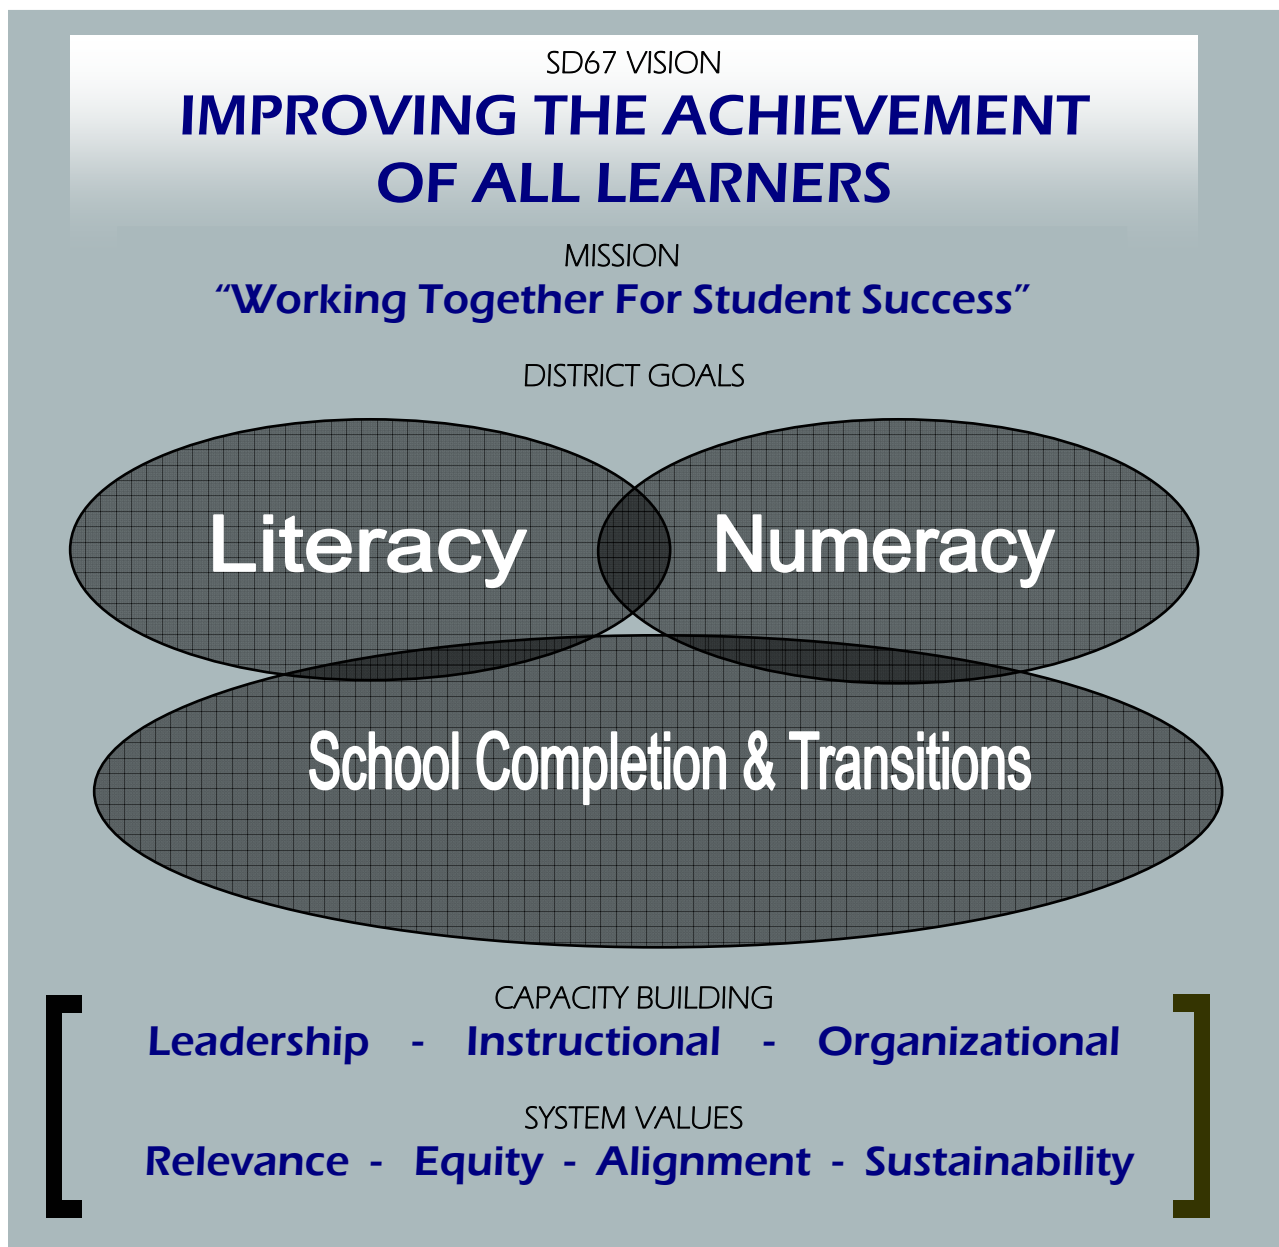 SD67 VISION
IMPROVING THE ACHIEVEMENT
OF ALL LEARNERS
MISSION
“Working Together For Student Success”
DISTRICT GOALS
Literacy
Numeracy
School Completion & Transitions
CAPACITY BUILDING
Leadership - Instructional - Organizational
SYSTEM VALUES
Relevance - Equity - Alignment - Sustainability